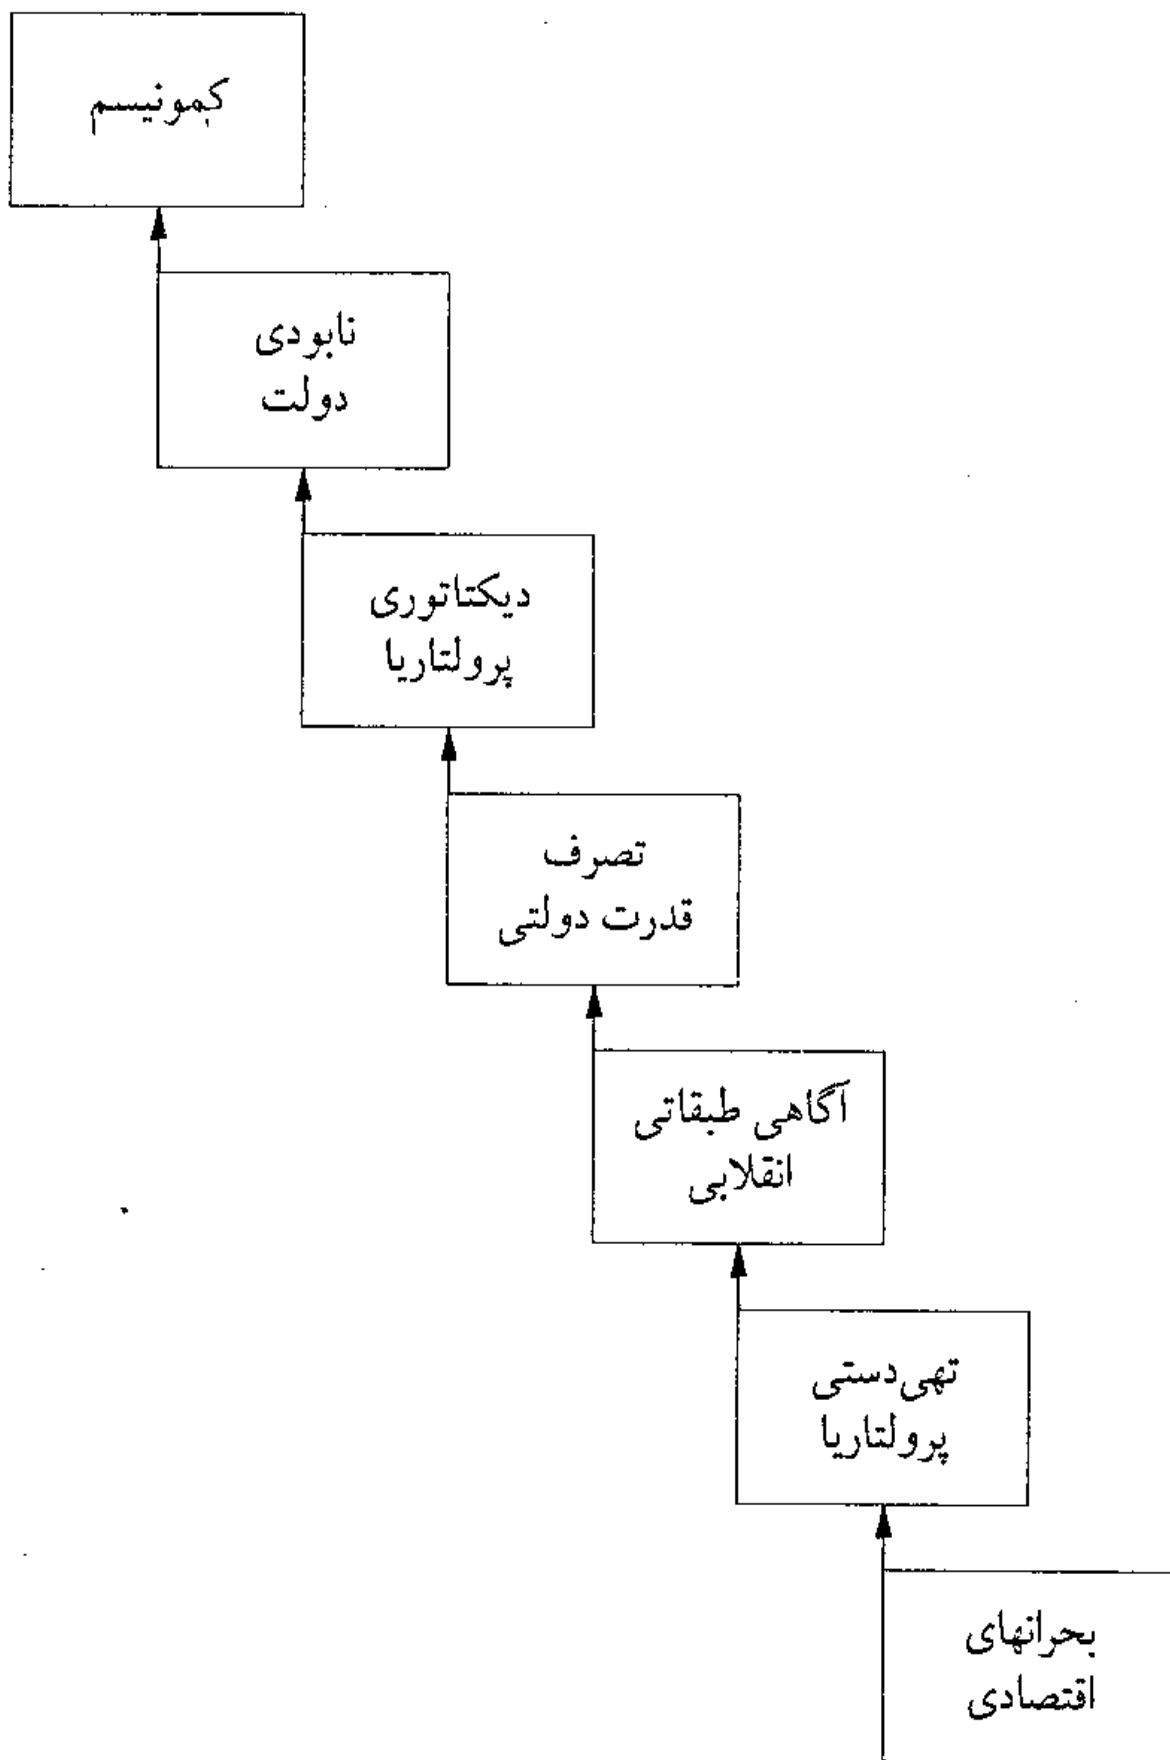 کمونیسم
نابودی
دولت
دیکتاتوری
پرولتاریا
تصرف
قدرت دولتی
آگاهی طبقاتی
انقلابی
تهی‌دستی
پرولتاریا
بحرانهای
اقتصادی